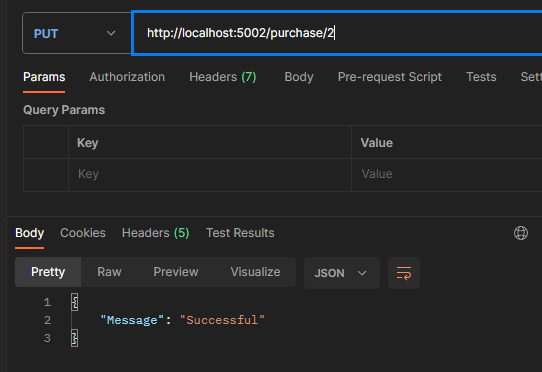 PUT
http://localhost:5002/purchase/2
Params Authorization Headers (7) Body Pre-request Script Tests Sett
Query Params
Key Value
Key Value
Body Cookies Headers (5) Test Results
Pretty Raw Preview Visualize JSON
1 {
2 "Message": "Successful"
3 }